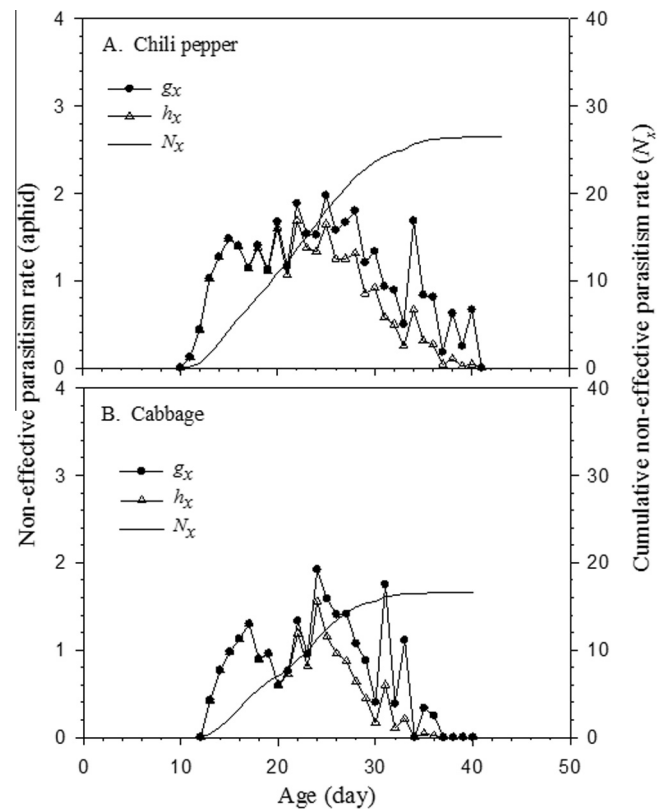 A. Chili pepper
gx
hx
Nx
4
3
2
1
0
40
30
20
10
0
B. Cabbage
gx
hx
Nx
4
3
2
1
0
40
30
20
10
0
0 10 20 30 40 50
Age (day)
Non-effective parasitism rate (aphid)
Cumulative non-effective parasitism rate (Nx)